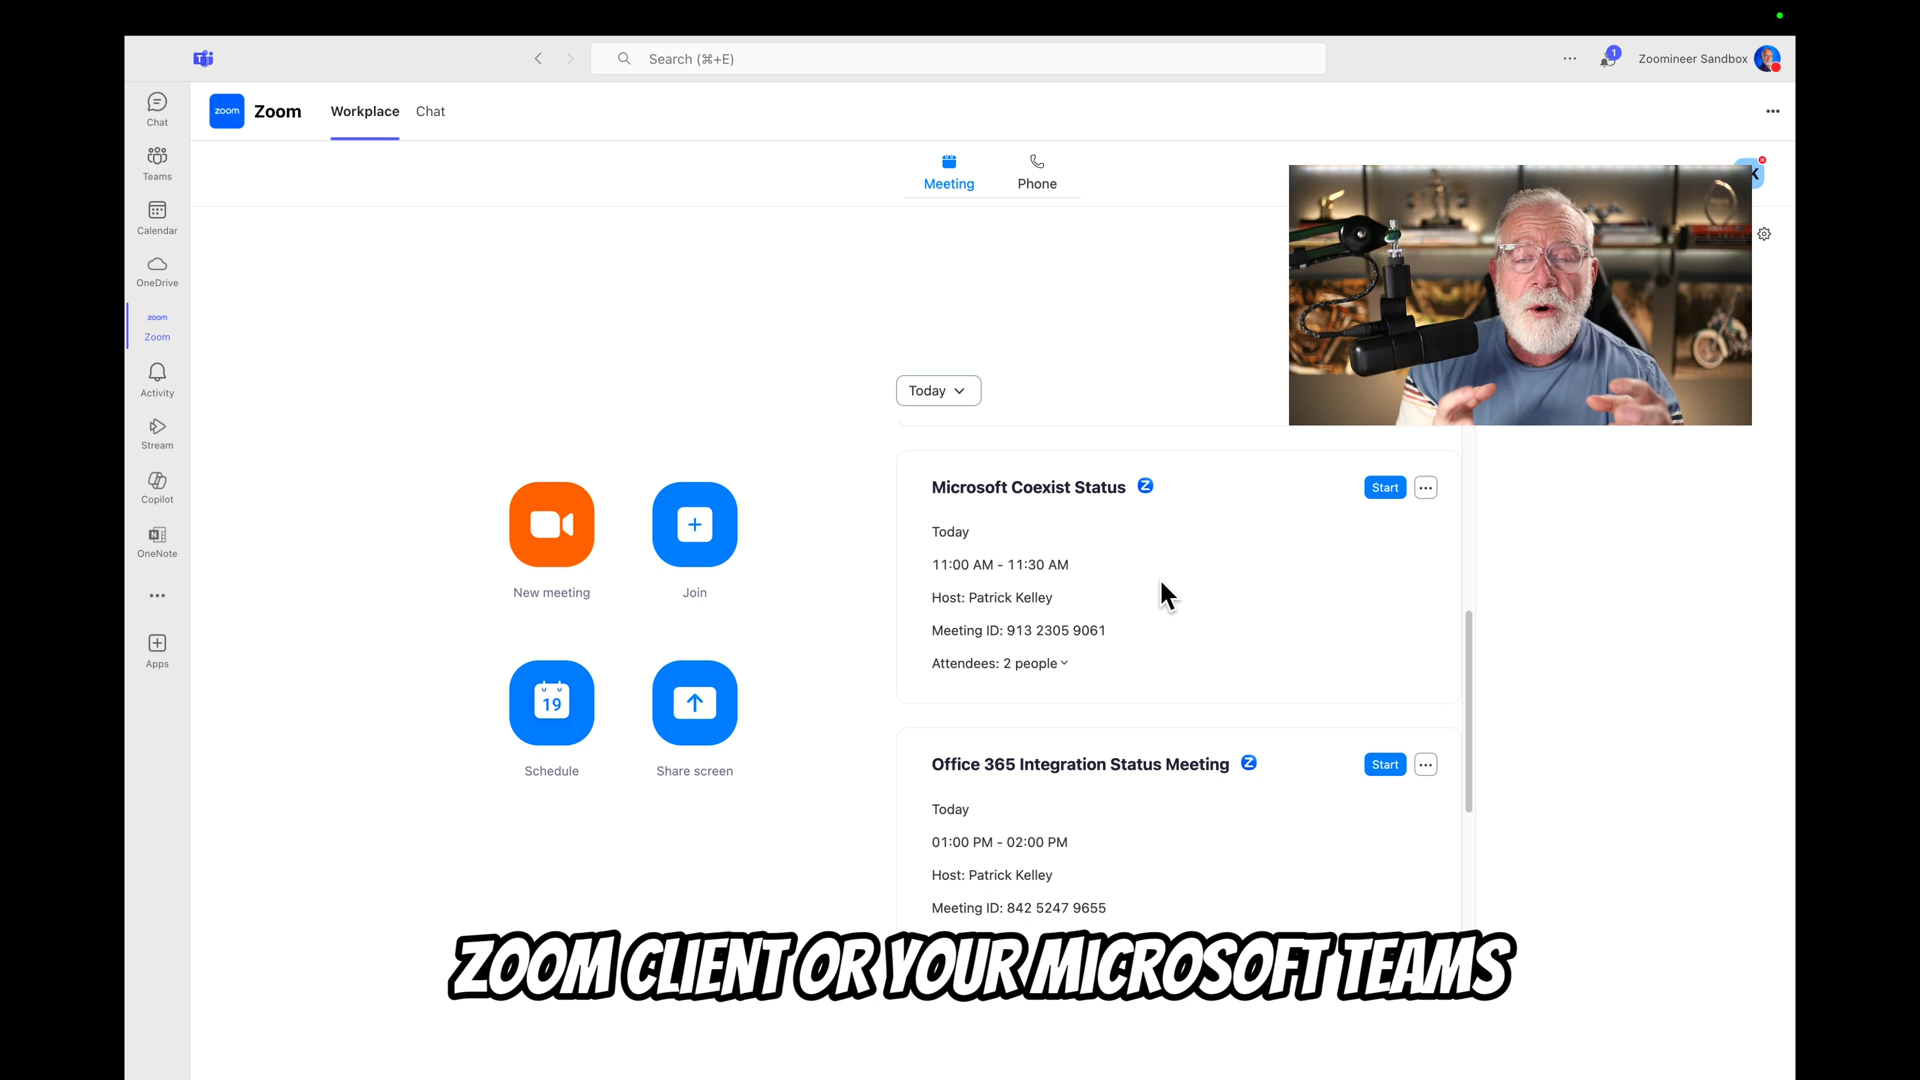 Search (⌘+E)
1
Zoomineer Sandbox
zoom
Zoom
Workplace
Chat
Chat
Teams
Calendar
OneDrive
zoom
Zoom
Activity
Stream
Copilot
OneNote
Apps
Meeting
Phone
K
Today
New meeting
Join
19
Schedule
Share screen
Microsoft Coexist Status Z
Start
Today
11:00 AM - 11:30 AM
Host: Patrick Kelley
Meeting ID: 913 2305 9061
Attendees: 2 people
Office 365 Integration Status Meeting Z
Start
Today
01:00 PM - 02:00 PM
Host: Patrick Kelley
Meeting ID: 842 5247 9655
ZOOM CLIENT OR YOUR MICROSOFT TEAMS